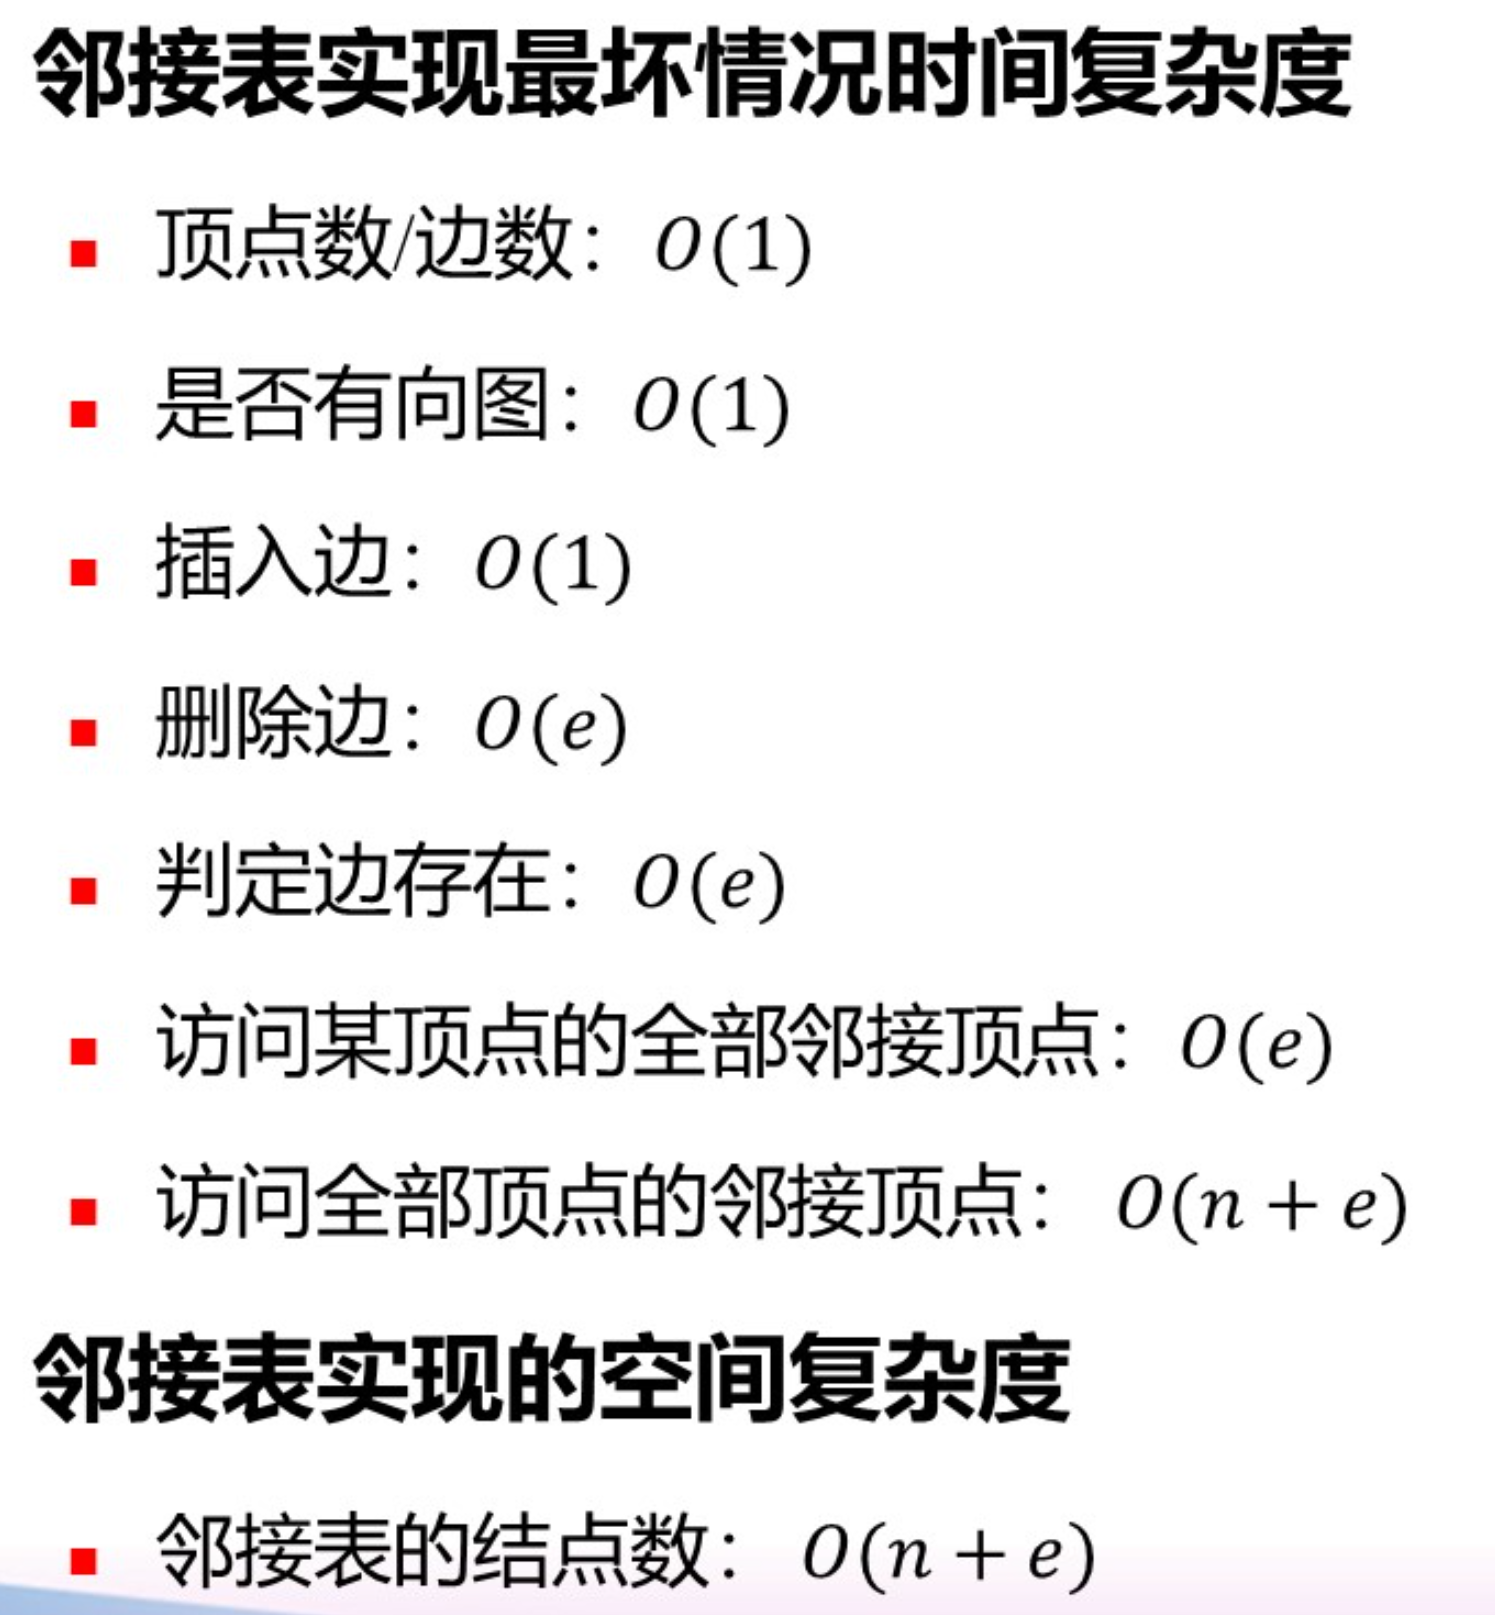 邻接表实现最坏情况时间复杂度
▪ 顶点数/边数：O(1)
▪ 是否有向图：O(1)
▪ 插入边：O(1)
▪ 删除边：O(e)
▪ 判定边存在：O(e)
▪ 访问某顶点的全部邻接顶点：O(e)
▪ 访问全部顶点的邻接顶点：O(n + e)
邻接表实现的空间复杂度
▪ 邻接表的结点数：O(n + e)